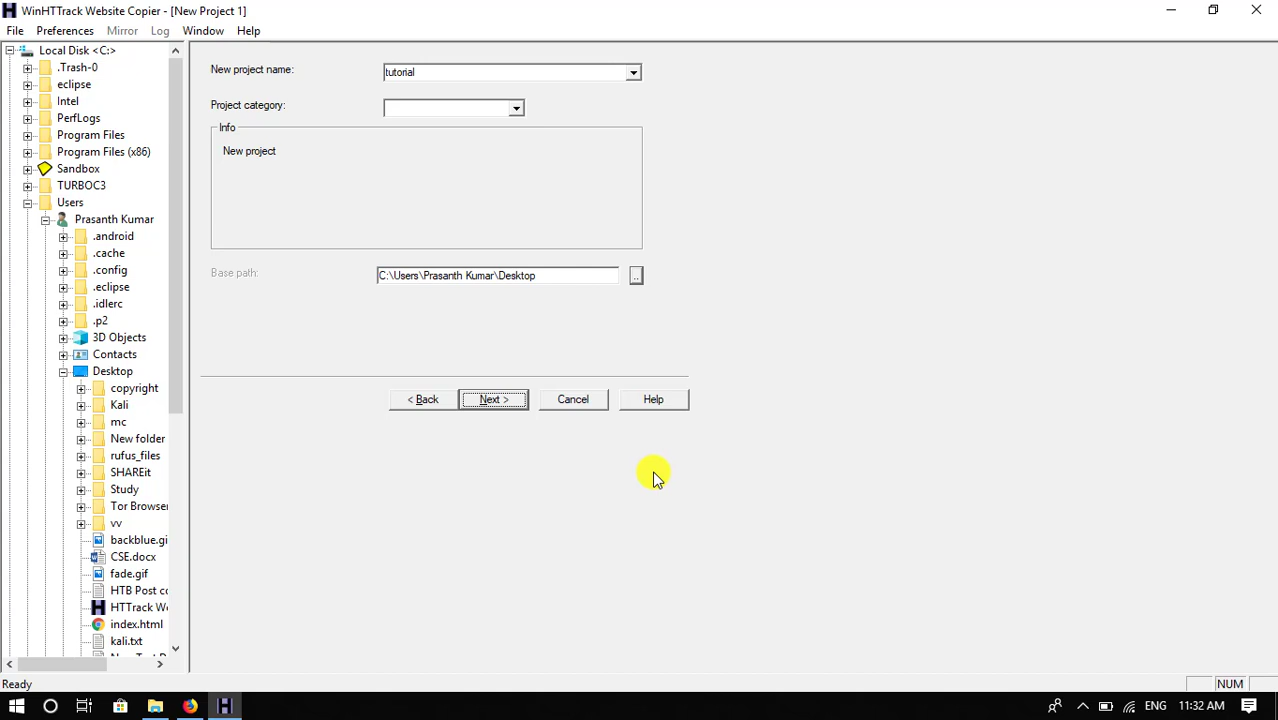 WinHTTrack Website Copier - [New Project 1]
File Preferences Mirror Log Window Help
Local Disk <C:>
.Trash-0
eclipse
Intel
PerfLogs
Program Files
Program Files (x86)
Sandbox
TURBOC3
Users
Prasanth Kumar
.android
.cache
.config
.eclipse
.idlerc
.p2
3D Objects
Contacts
Desktop
copyright
Kali
mc
New folder
rufus_files
SHAREit
Study
Tor Browse
vv
backblue.gi
CSE.docx
fade.gif
HTB Post co
HTTrack We
index.html
kali.txt
New project name:
tutorial
Project category:
Info
New project
Base path:
C:\Users\Prasanth Kumar\Desktop
..
< Back Next > Cancel Help
Ready
NUM
ENG 11:32 AM